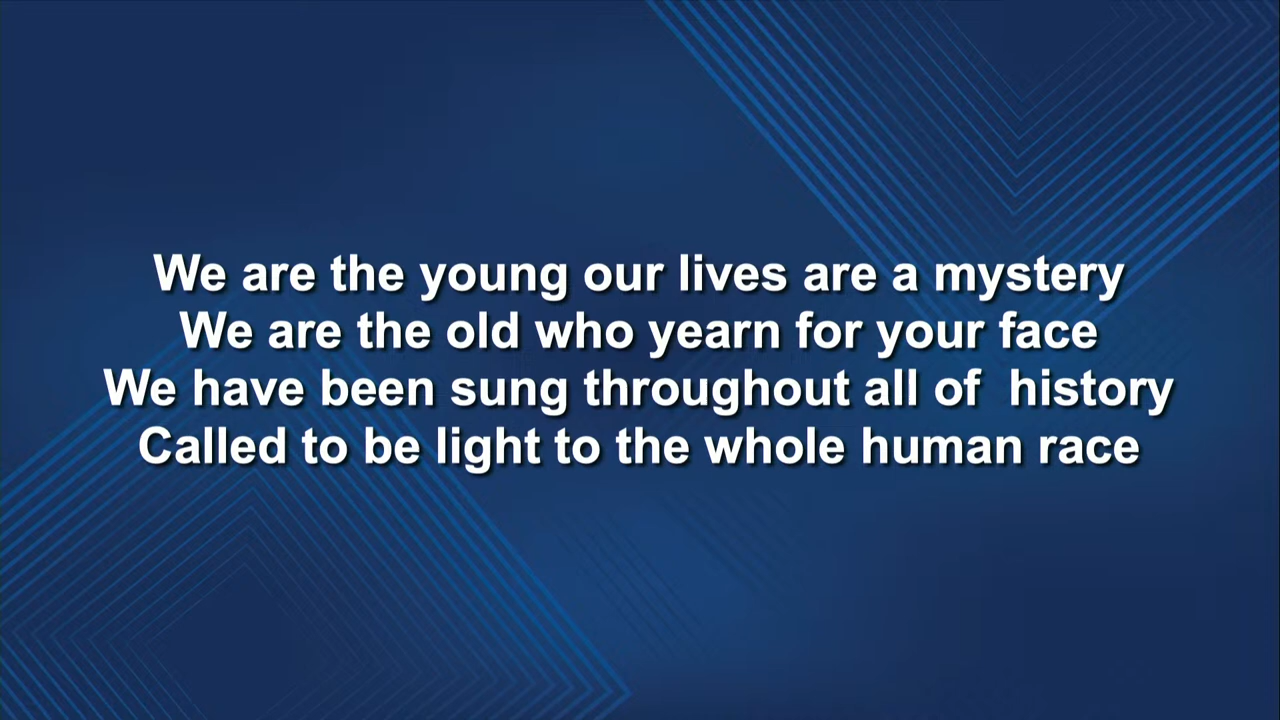 We are the young our lives are a mystery
We are the old who yearn for your face
We have been sung throughout all of  history
Called to be light to the whole human race